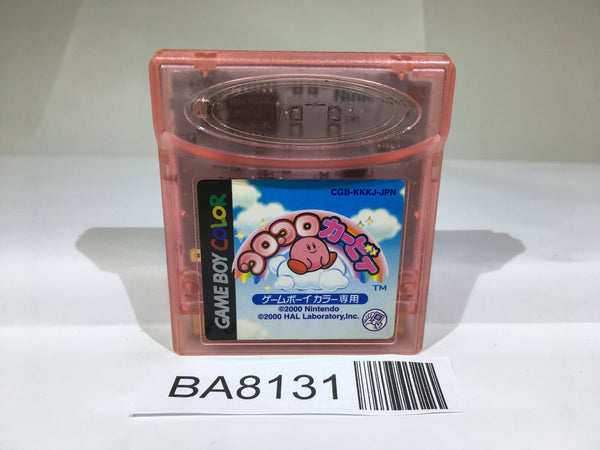 CGB-KKKJ-JPN
GAME BOY COLOR
コロコロカービィ
TM
ゲームボーイカラー専用
©2000 Nintendo
©2000 HAL Laboratory,Inc.
BA8131